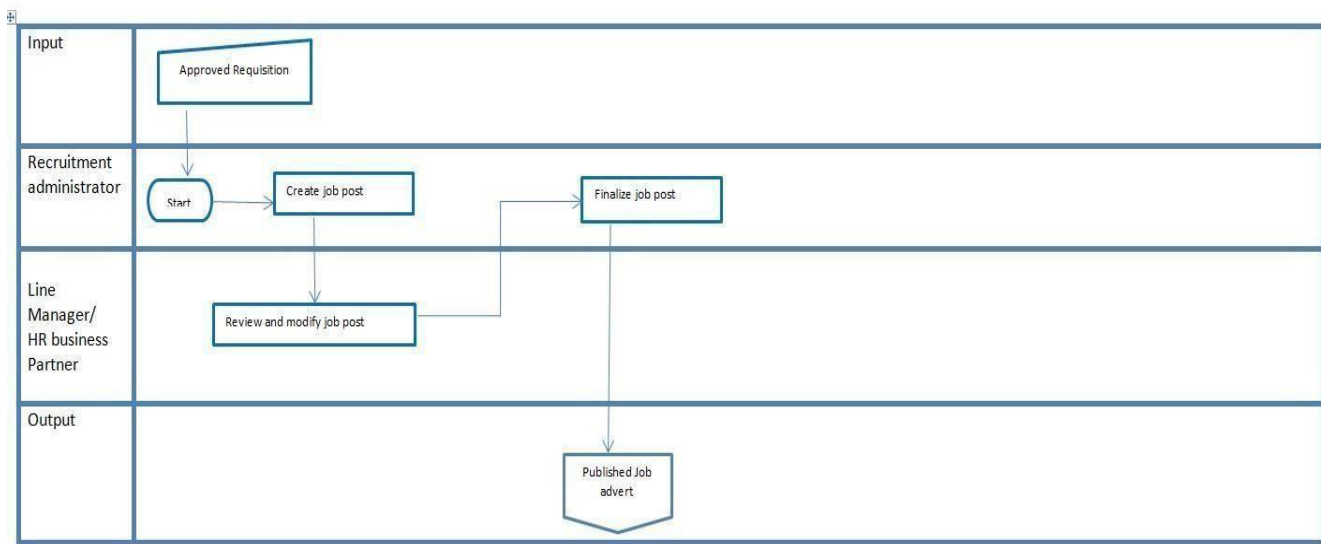 Input
Approved Requisition
Recruitment
administrator
Start
Create job post
Finalize job post
Line
Manager/
HR business
Partner
Review and modify job post
Output
Published Job
advert